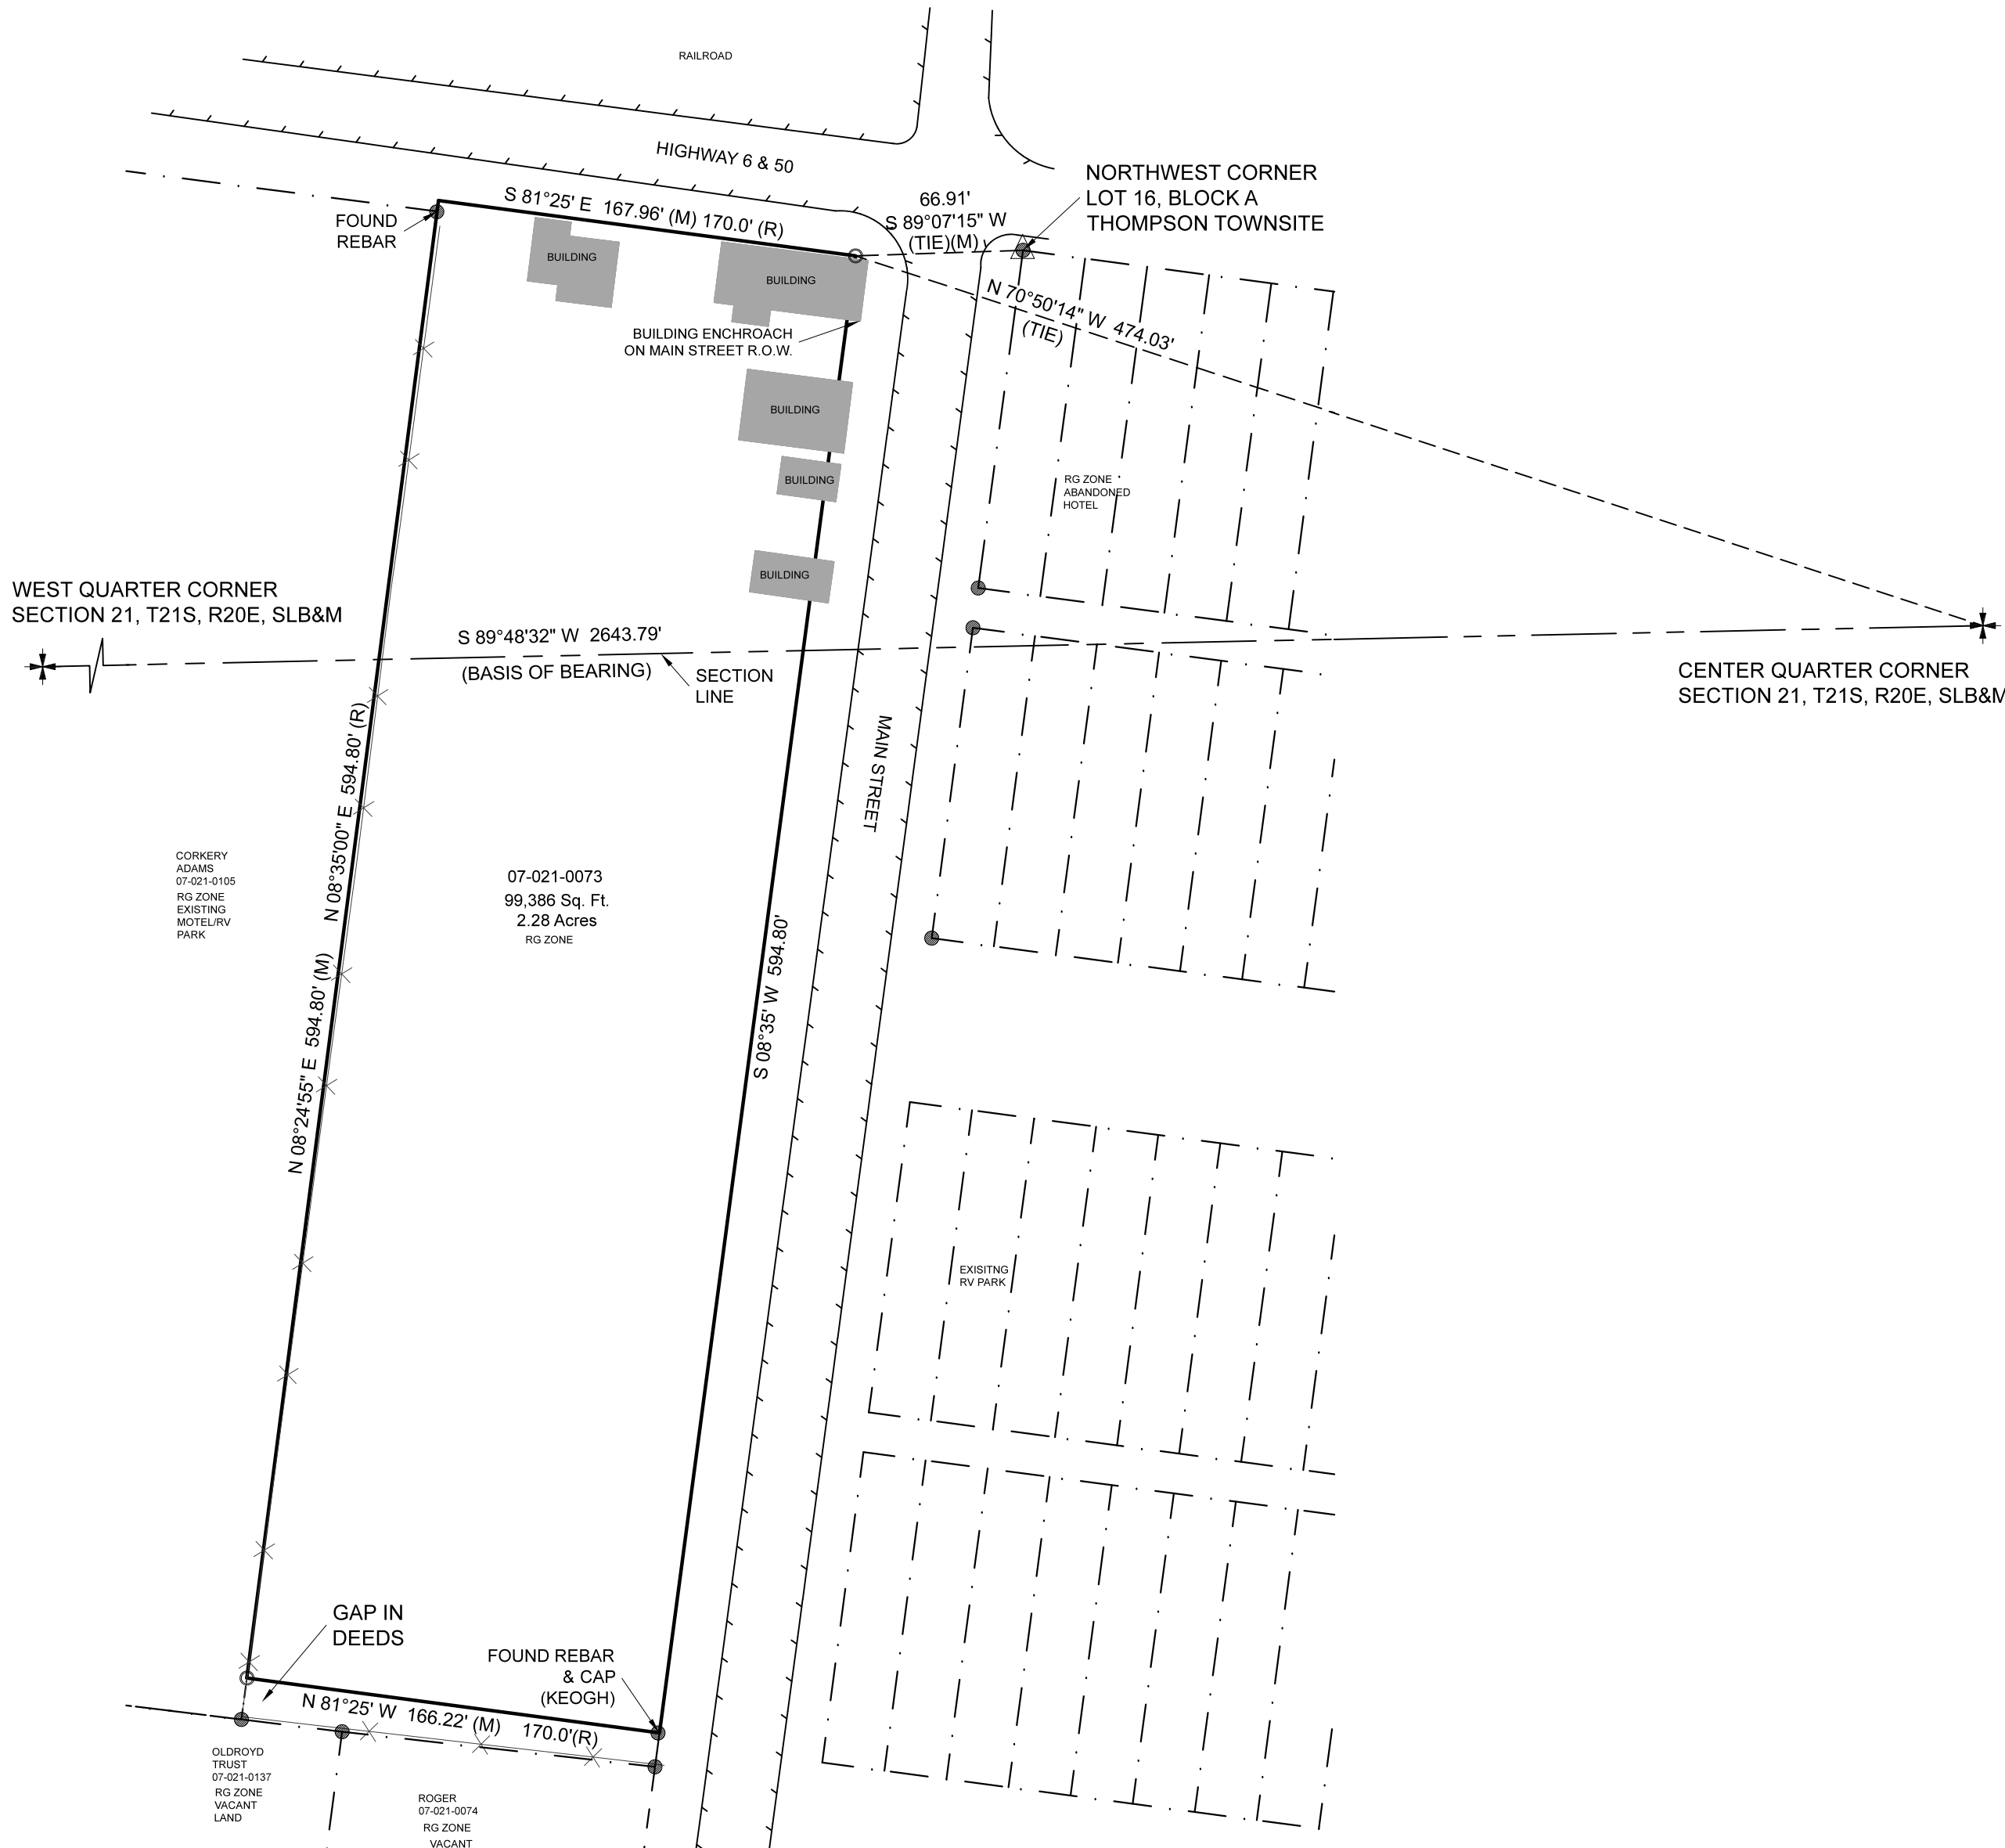 RAILROAD
HIGHWAY 6 & 50
S 81°25' E  167.96' (M) 170.0' (R)
FOUND
REBAR
66.91'
S 89°07'15" W
(TIE)(M)
NORTHWEST CORNER
LOT 16, BLOCK A
THOMPSON TOWNSITE
BUILDING
BUILDING
BUILDING ENCHROACH
ON MAIN STREET R.O.W.
N 70°50'14" W  474.03'
(TIE)
BUILDING
BUILDING
BUILDING
RG ZONE
ABANDONED
HOTEL
WEST QUARTER CORNER
SECTION 21, T21S, R20E, SLB&M
S 89°48'32" W  2643.79'
(BASIS OF BEARING)
SECTION
LINE
CENTER QUARTER CORNER
SECTION 21, T21S, R20E, SLB&M
MAIN STREET
N 08°35'00" E  594.80' (R)
N 08°24'55" E  594.80' (M)
CORKERY
ADAMS
07-021-0105
RG ZONE
EXISTING
MOTEL/RV
PARK
07-021-0073
99,386 Sq. Ft.
2.28 Acres
RG ZONE
S 08°35' W  594.80'
EXISITNG
RV PARK
GAP IN
DEEDS
FOUND REBAR
& CAP
(KEOGH)
N 81°25' W  166.22' (M)    170.0'(R)
OLDROYD
TRUST
07-021-0137
RG ZONE
VACANT
LAND
ROGER
07-021-0074
RG ZONE
VACANT